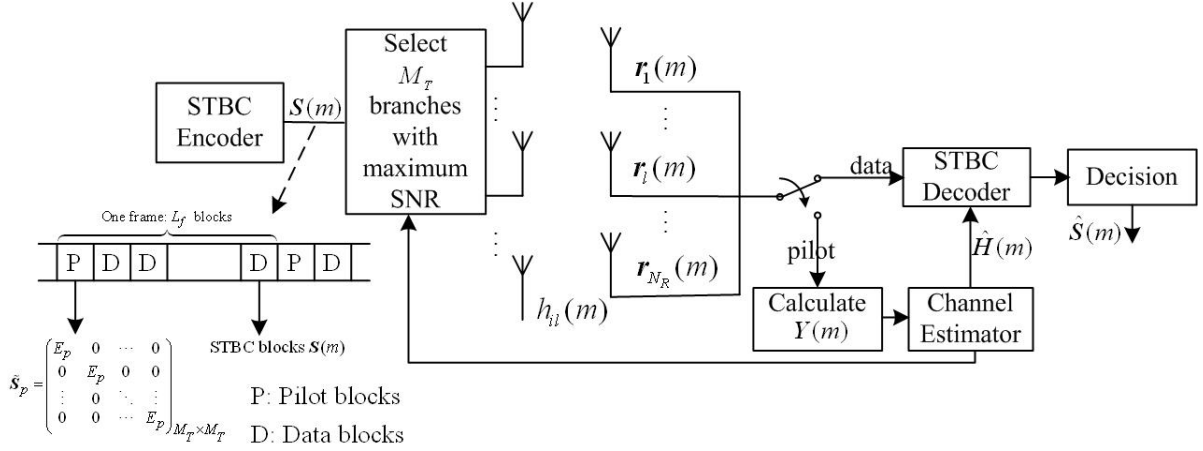 STBC
Encoder
S(m)
Select
M_T
branches
with
maximum
SNR
⋮
⋮
h_{il}(m)
r_1(m)
⋮
r_l(m)
⋮
r_{N_R}(m)
data
pilot
STBC
Decoder
Decision
Ŝ(m)
Ĥ(m)
Calculate
Y(m)
Channel
Estimator
One frame: L_f blocks
P D D D P D
s̃_p = ( E_p 0 ⋯ 0
0 E_p 0 0
⋮ 0 ⋱ ⋮
0 0 ⋯ E_p )_{M_T×M_T}
STBC blocks S(m)
P: Pilot blocks
D: Data blocks